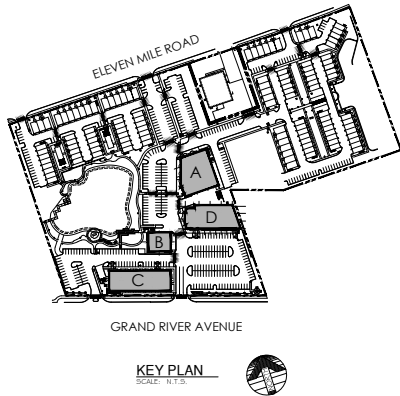 ELEVEN MILE ROAD
A
D
B
C
GRAND RIVER AVENUE
KEY PLAN
SCALE: N.T.S.